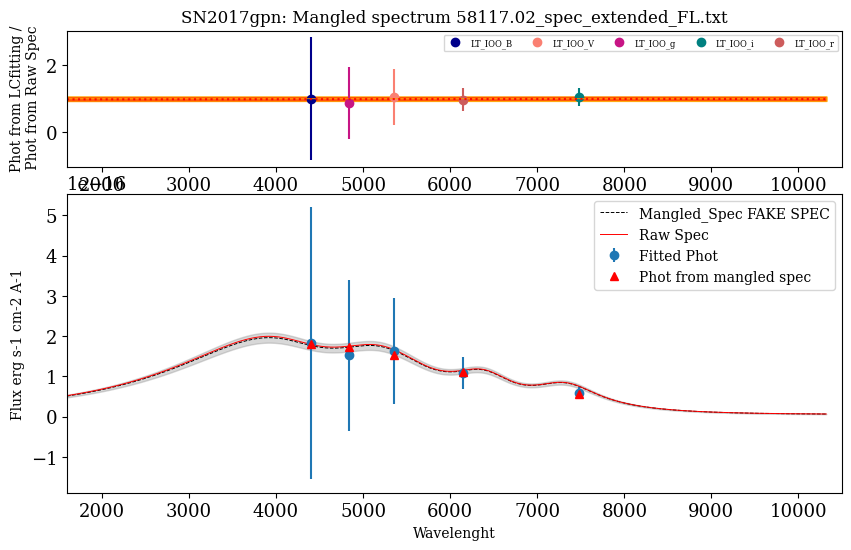 SN2017gpn: Mangled spectrum 58117.02_spec_extended_FL.txt
Phot from LCfitting /
Phot from Raw Spec
2
0
LT_IOO_B
LT_IOO_V
LT_IOO_g
LT_IOO_i
LT_IOO_r
2000 3000 4000 5000 6000 7000 8000 9000 10000
1e−16
Flux erg s-1 cm-2 A-1
5
4
3
2
1
0
−1
Mangled_Spec FAKE SPEC
Raw Spec
Fitted Phot
Phot from mangled spec
2000 3000 4000 5000 6000 7000 8000 9000 10000
Wavelenght